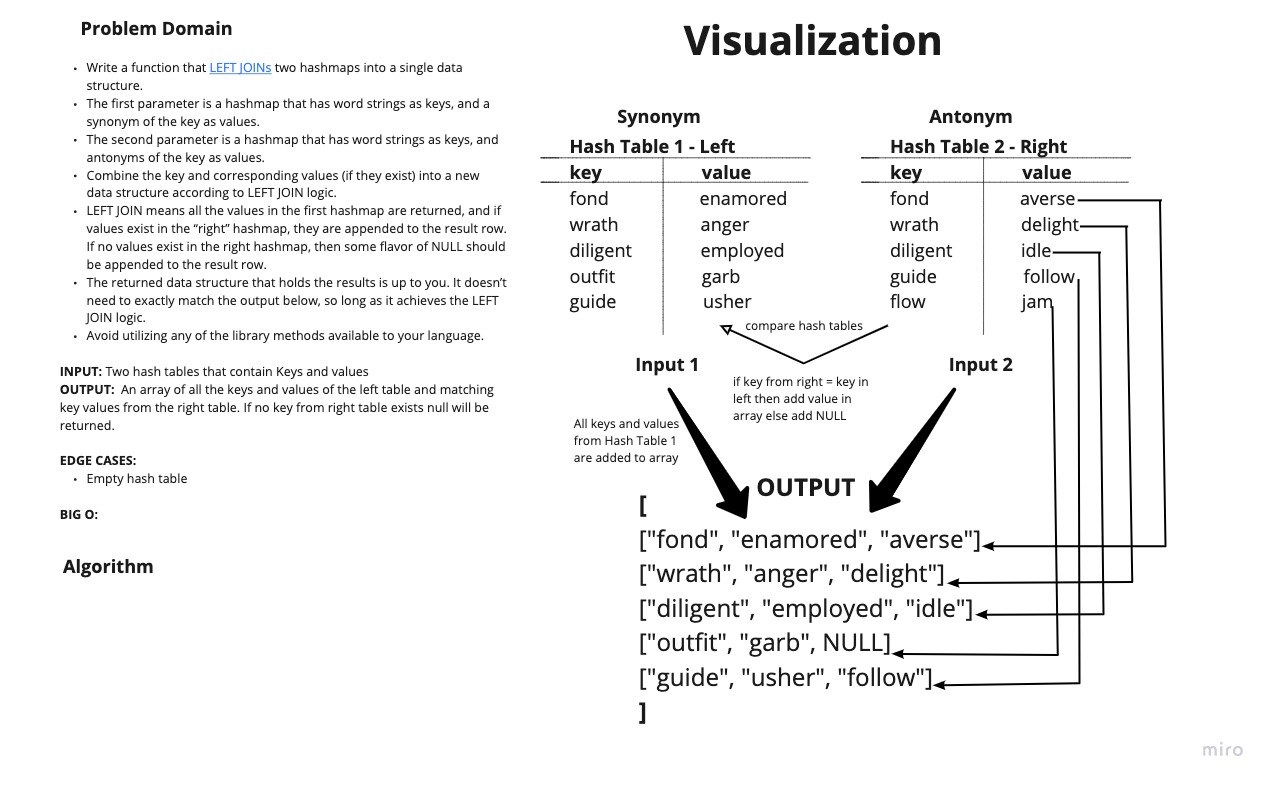 Problem Domain
• Write a function that LEFT JOINs two hashmaps into a single data
structure.
• The first parameter is a hashmap that has word strings as keys, and a
synonym of the key as values.
• The second parameter is a hashmap that has word strings as keys, and
antonyms of the key as values.
• Combine the key and corresponding values (if they exist) into a new
data structure according to LEFT JOIN logic.
• LEFT JOIN means all the values in the first hashmap are returned, and if
values exist in the “right” hashmap, they are appended to the result row.
If no values exist in the right hashmap, then some flavor of NULL should
be appended to the result row.
• The returned data structure that holds the results is up to you. It doesn’t
need to exactly match the output below, so long as it achieves the LEFT
JOIN logic.
• Avoid utilizing any of the library methods available to your language.
INPUT: Two hash tables that contain Keys and values
OUTPUT: An array of all the keys and values of the left table and matching
key values from the right table. If no key from right table exists null will be
returned.
EDGE CASES:
• Empty hash table
BIG O:
Algorithm
Visualization
Synonym
Hash Table 1 - Left
key value
fond enamored
wrath anger
diligent employed
outfit garb
guide usher
Antonym
Hash Table 2 - Right
key value
fond averse
wrath delight
diligent idle
guide follow
flow jam
compare hash tables
Input 1
Input 2
if key from right = key in
left then add value in
array else add NULL
All keys and values
from Hash Table 1
are added to array
OUTPUT
[
["fond", "enamored", "averse"]
["wrath", "anger", "delight"]
["diligent", "employed", "idle"]
["outfit", "garb", NULL]
["guide", "usher", "follow"]
]
miro